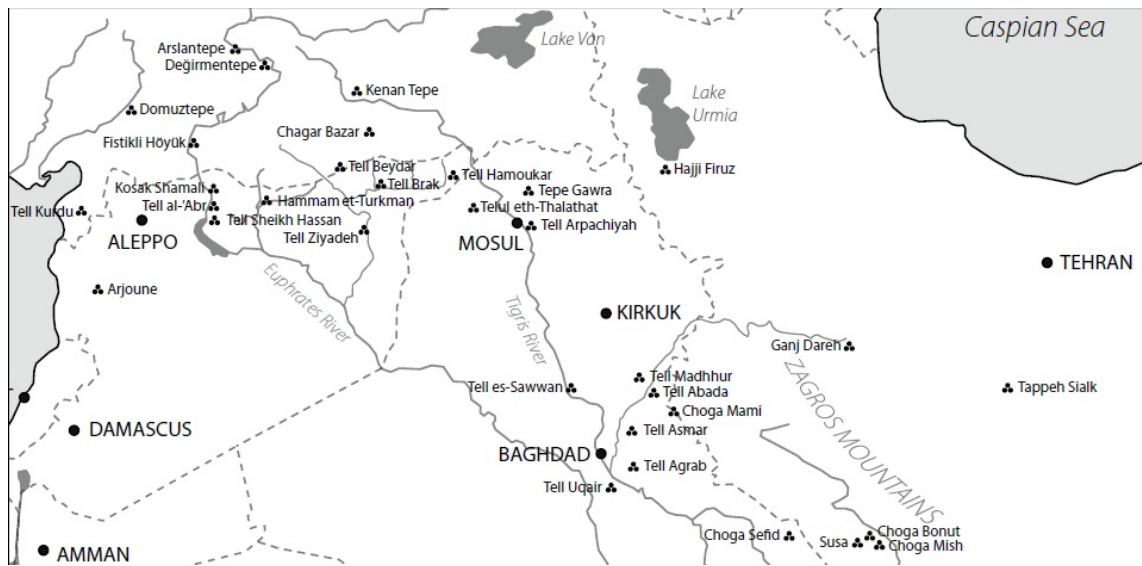 Caspian Sea
Lake Van
Arslantepe
Değirmentepe
Kenan Tepe
Lake
Urmia
Domuztepe
Chagar Bazar
Fistikli Höyük
Tell Beydar
Hajji Firuz
Tell Hamoukar
Tell Brak
Kosak Shamali
Tepe Gawra
Hammam et-Turkman
Tell al-'Abr
Telul eth-Thalathat
Tell Kurdu
Tell Sheikh Hassan
Tell Arpachiyah
Tell Ziyadeh
ALEPPO
MOSUL
TEHRAN
Arjoune
Euphrates River
Tigris River
KIRKUK
Ganj Dareh
ZAGROS MOUNTAINS
Tell Madhhur
Tell es-Sawwan
Tappeh Sialk
Tell Abada
Choga Mami
DAMASCUS
Tell Asmar
BAGHDAD
Tell Agrab
Tell Uqair
Choga Sefid
Choga Bonut
Susa
Choga Mish
AMMAN